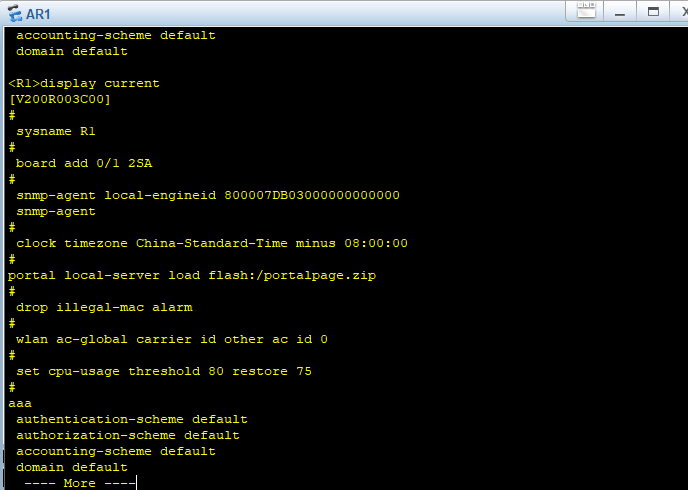 AR1
accounting-scheme default
domain default
<R1>display current
[V200R003C00]
#
sysname R1
#
board add 0/1 2SA
#
snmp-agent local-engineid 800007DB03000000000000
snmp-agent
#
clock timezone China-Standard-Time minus 08:00:00
#
portal local-server load flash:/portalpage.zip
#
drop illegal-mac alarm
#
wlan ac-global carrier id other ac id 0
#
set cpu-usage threshold 80 restore 75
#
aaa
authentication-scheme default
authorization-scheme default
accounting-scheme default
domain default
---- More ----